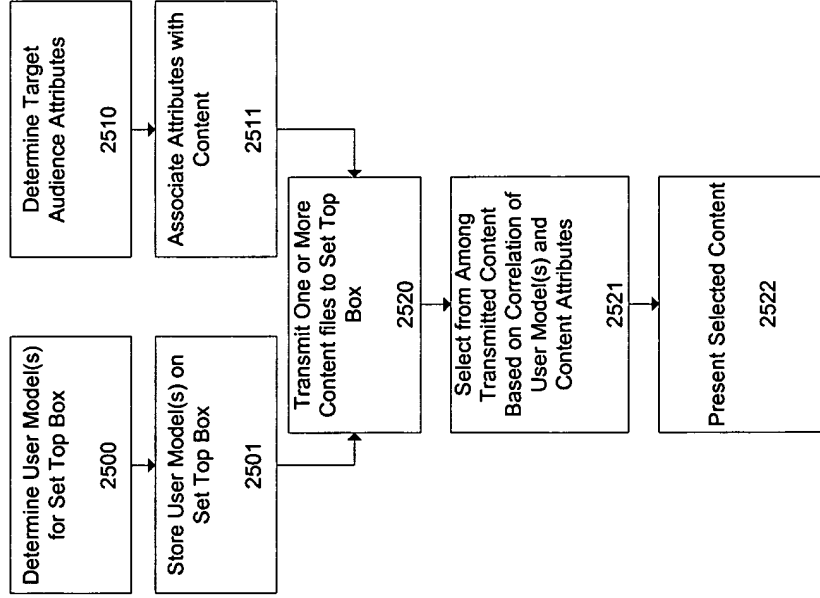 Determine User Model(s)
for Set Top Box
2500
Store User Model(s) on
Set Top Box
2501
Determine Target
Audience Attributes
2510
Associate Attributes with
Content
2511
Transmit One or More
Content files to Set Top
Box
2520
Select from Among
Transmitted Content
Based on Correlation of
User Model(s) and
Content Attributes
2521
Present Selected Content
2522